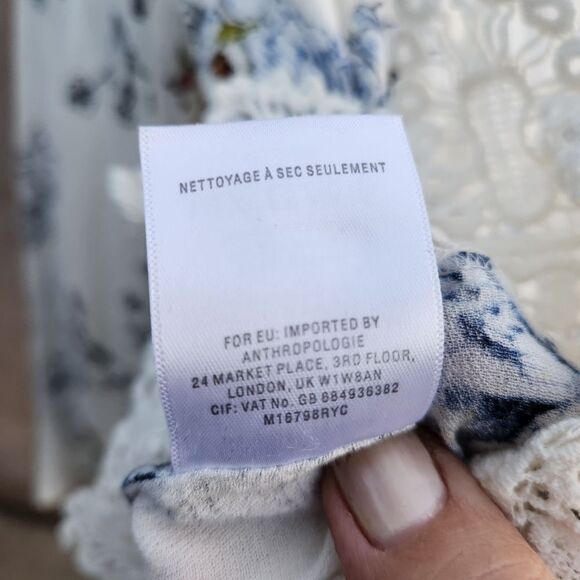 NETTOYAGE À SEC SEULEMENT
FOR EU: IMPORTED BY
ANTHROPOLOGIE
24 MARKET PLACE, 3RD FLOOR,
LONDON, UK W1W8AN
CIF: VAT No. GB 684936382
M16798RYC